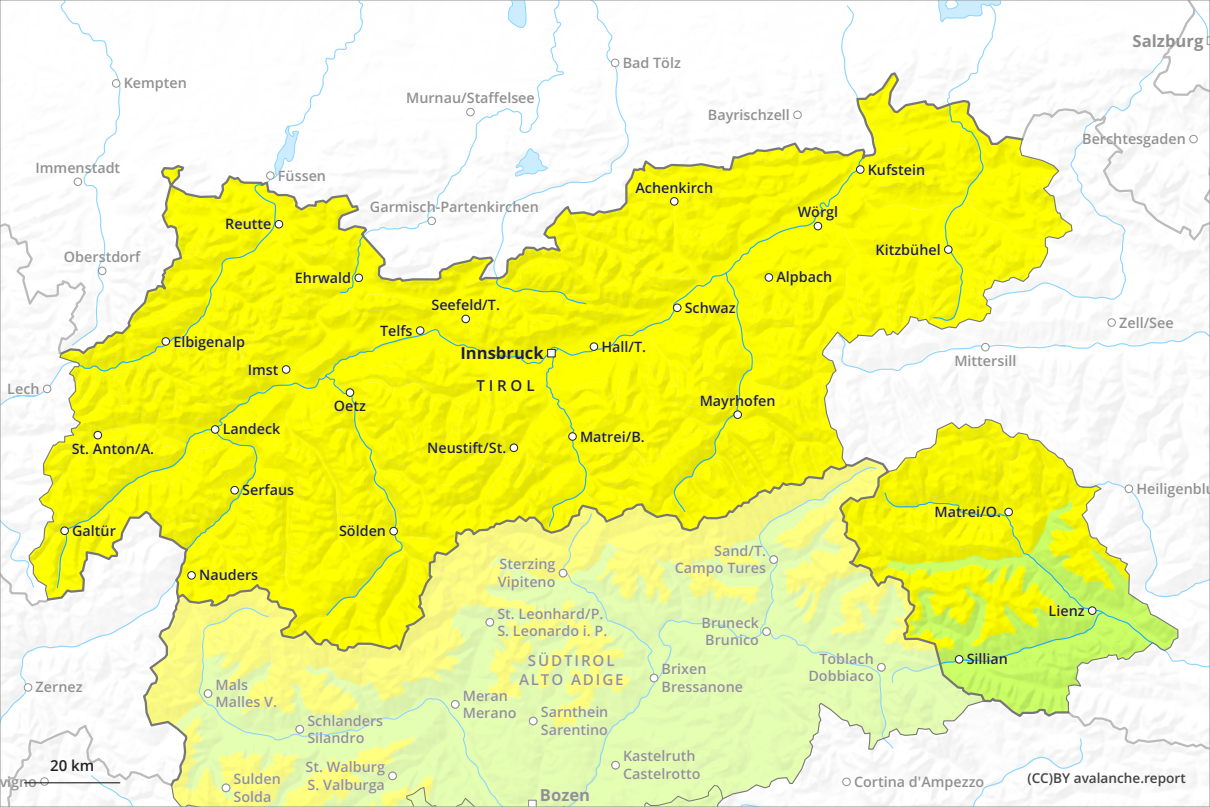 Salzburg
Bad Tölz
Kempten
Murnau/Staffelsee
Bayrischzell
Berchtesgaden
Immenstadt
Füssen
Kufstein
Achenkirch
Garmisch-Partenkirchen
Wörgl
Reutte
Kitzbühel
Oberstdorf
Ehrwald
Alpbach
Seefeld/T.
Schwaz
Telfs
Zell/See
Elbigenalp
Hall/T.
Innsbruck
Mittersill
Imst
TIROL
Lech
Mayrhofen
Oetz
Landeck
St. Anton/A.
Neustift/St.
Matrei/B.
Serfaus
Heiligenblu
Matrei/O.
Galtür
Sölden
Sand/T.
Campo Tures
Sterzing
Vipiteno
Nauders
Lienz
St. Leonhard/P.
S. Leonardo i. P.
Bruneck
Brunico
Sillian
SÜDTIROL
ALTO ADIGE
Toblach
Dobbiaco
Brixen
Bressanone
Zernez
Mals
Malles V.
Meran
Merano
Sarnthein
Sarentino
Schlanders
Silandro
Kastelruth
Castelrotto
20 km
St. Walburg
S. Valburga
Sulden
Solda
vigno
Cortina d'Ampezzo
(CC)BY avalanche.report
Bozen